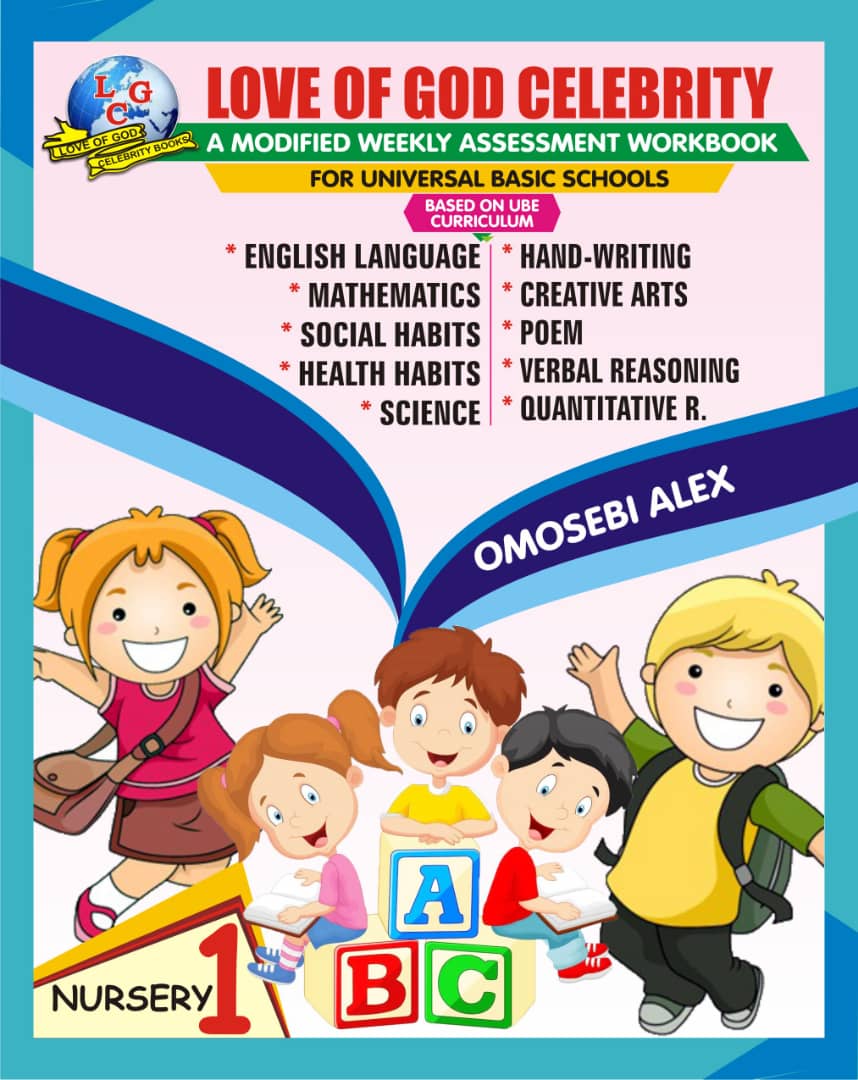 L G
C
LOVE OF GOD
CELEBRITY BOOKS
LOVE OF GOD CELEBRITY
A MODIFIED WEEKLY ASSESSMENT WORKBOOK
FOR UNIVERSAL BASIC SCHOOLS
BASED ON UBE
CURRICULUM
* ENGLISH LANGUAGE
* MATHEMATICS
* SOCIAL HABITS
* HEALTH HABITS
* SCIENCE
* HAND-WRITING
* CREATIVE ARTS
* POEM
* VERBAL REASONING
* QUANTITATIVE R.
OMOSEBI ALEX
A
B C
NURSERY 1